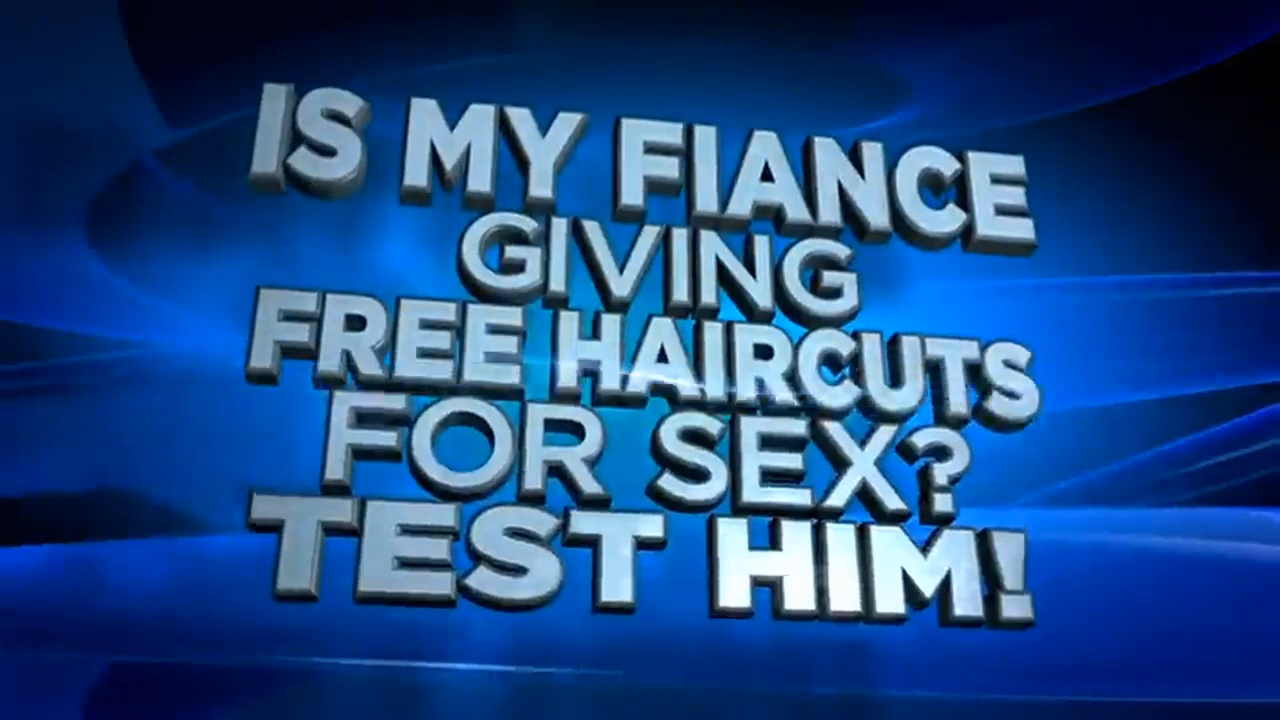 IS MY FIANCE
GIVING
FREE HAIRCUTS
FOR SEX?
TEST HIM!